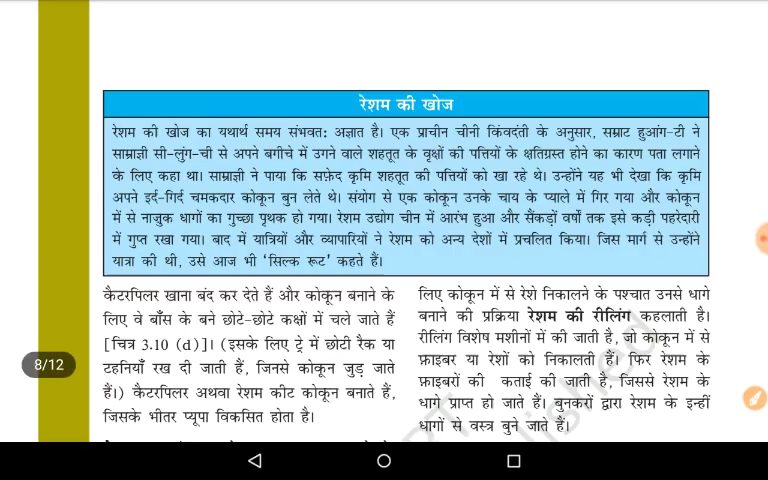 रेशम की खोज
रेशम की खोज का यथार्थ समय संभवत: अज्ञात है। एक प्राचीन चीनी किंवदंती के अनुसार, सम्राट हुआंग-टी ने
साम्राज्ञी सी-लुंग-ची से अपने बगीचे में उगने वाले शहतूत के वृक्षों की पत्तियों के क्षतिग्रस्त होने का कारण पता लगाने
के लिए कहा था। साम्राज्ञी ने पाया कि सफ़ेद कृमि शहतूत की पत्तियों को खा रहे थे। उन्होंने यह भी देखा कि कृमि
अपने इर्द-गिर्द चमकदार कोकून बुन लेते थे। संयोग से एक कोकून उनके चाय के प्याले में गिर गया और कोकून
में से नाजुक धागों का गुच्छा पृथक हो गया। रेशम उद्योग चीन में आरंभ हुआ और सैंकड़ों वर्षों तक इसे कड़ी पहरेदारी
में गुप्त रखा गया। बाद में यात्रियों और व्यापारियों ने रेशम को अन्य देशों में प्रचलित किया। जिस मार्ग से उन्होंने
यात्रा की थी, उसे आज भी ‘सिल्क रूट’ कहते हैं।
कैटरपिलर खाना बंद कर देते हैं और कोकून बनाने के
लिए वे बाँस के बने छोटे-छोटे कक्षों में चले जाते हैं
[चित्र 3.10 (d)]। (इसके लिए ट्रे में छोटी रैक या
टहनियाँ रख दी जाती हैं, जिनसे कोकून जुड़ जाते
हैं।) कैटरपिलर अथवा रेशम कीट कोकून बनाते हैं,
जिसके भीतर प्यूपा विकसित होता है।
लिए कोकून में से रेशे निकालने के पश्चात उनसे धागे
बनाने की प्रक्रिया रेशम की रीलिंग कहलाती है।
रीलिंग विशेष मशीनों में की जाती है, जो कोकून में से
फ़ाइबर या रेशों को निकालती हैं। फिर रेशम के
फ़ाइबरों की कताई की जाती है, जिससे रेशम के
धागे प्राप्त हो जाते हैं। बुनकरों द्वारा रेशम के इन्हीं
धागों से वस्त्र बुने जाते हैं।
8/12